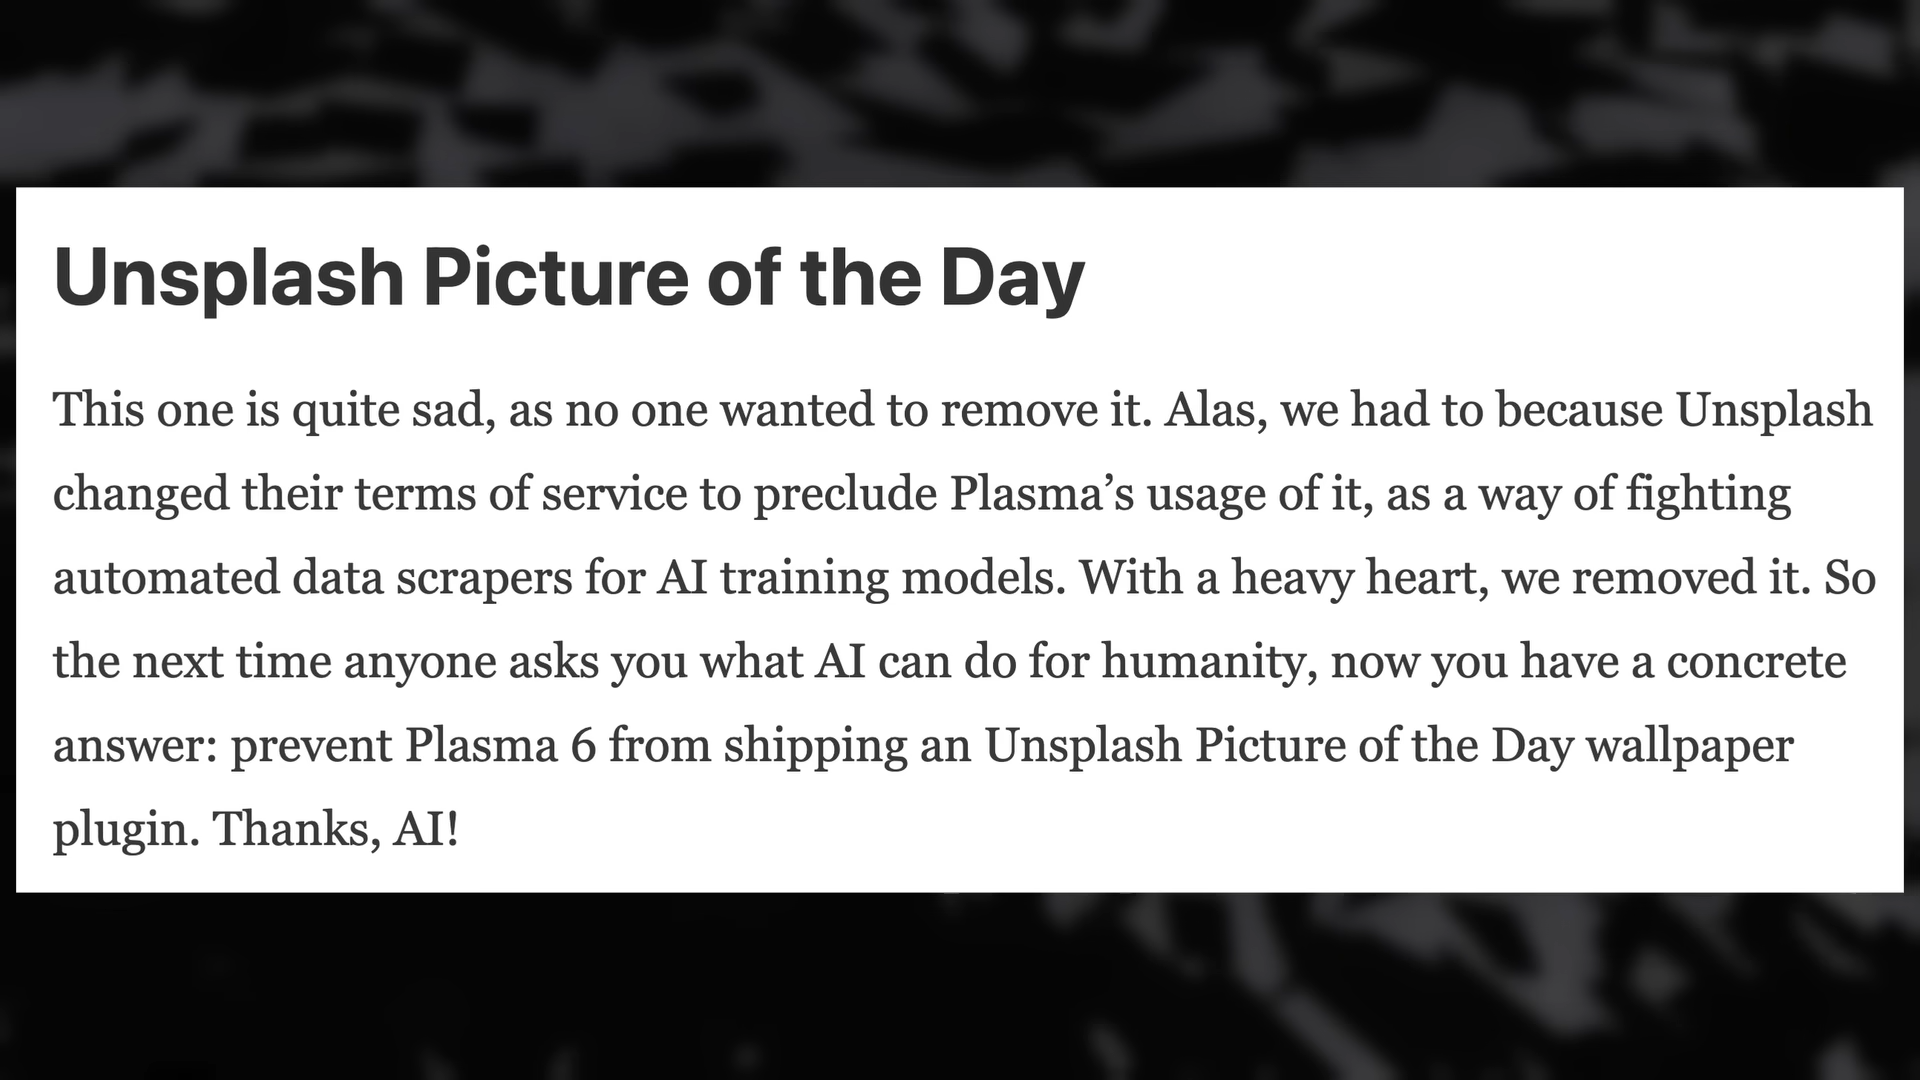 Unsplash Picture of the Day
This one is quite sad, as no one wanted to remove it. Alas, we had to because Unsplash
changed their terms of service to preclude Plasma’s usage of it, as a way of fighting
automated data scrapers for AI training models. With a heavy heart, we removed it. So
the next time anyone asks you what AI can do for humanity, now you have a concrete
answer: prevent Plasma 6 from shipping an Unsplash Picture of the Day wallpaper
plugin. Thanks, AI!